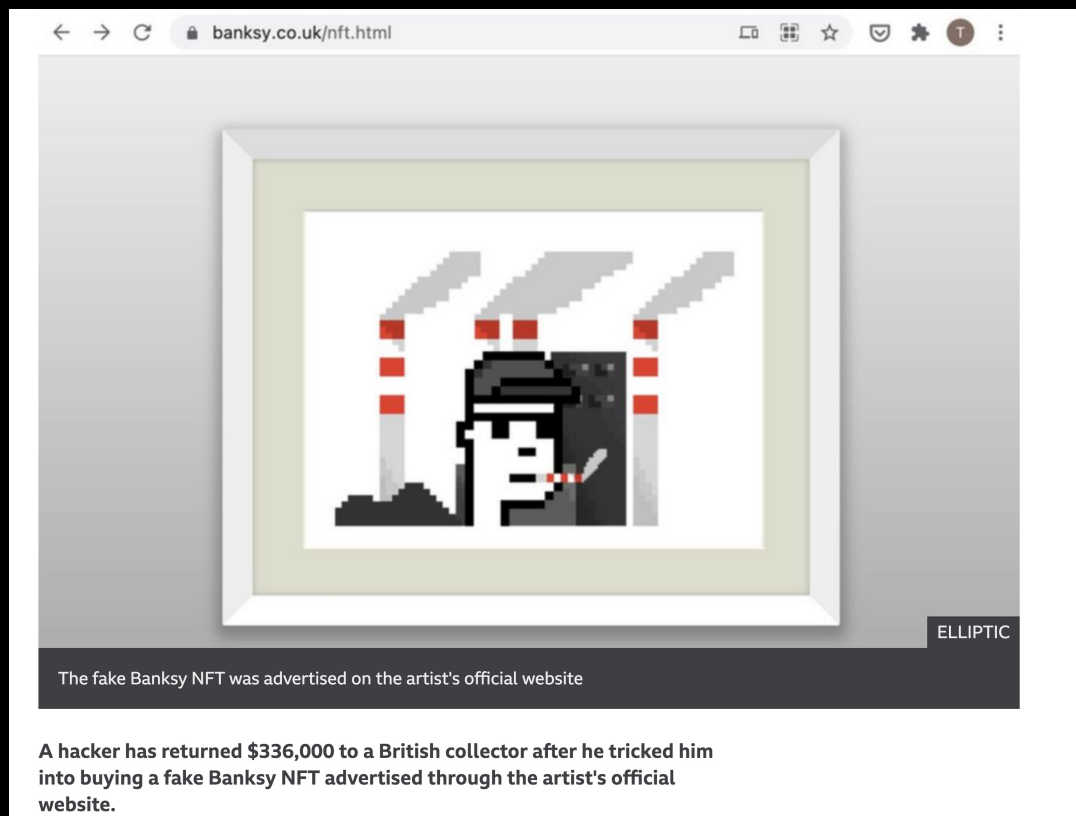 banksy.co.uk/nft.html
T
ELLIPTIC
The fake Banksy NFT was advertised on the artist's official website
A hacker has returned $336,000 to a British collector after he tricked him
into buying a fake Banksy NFT advertised through the artist's official
website.